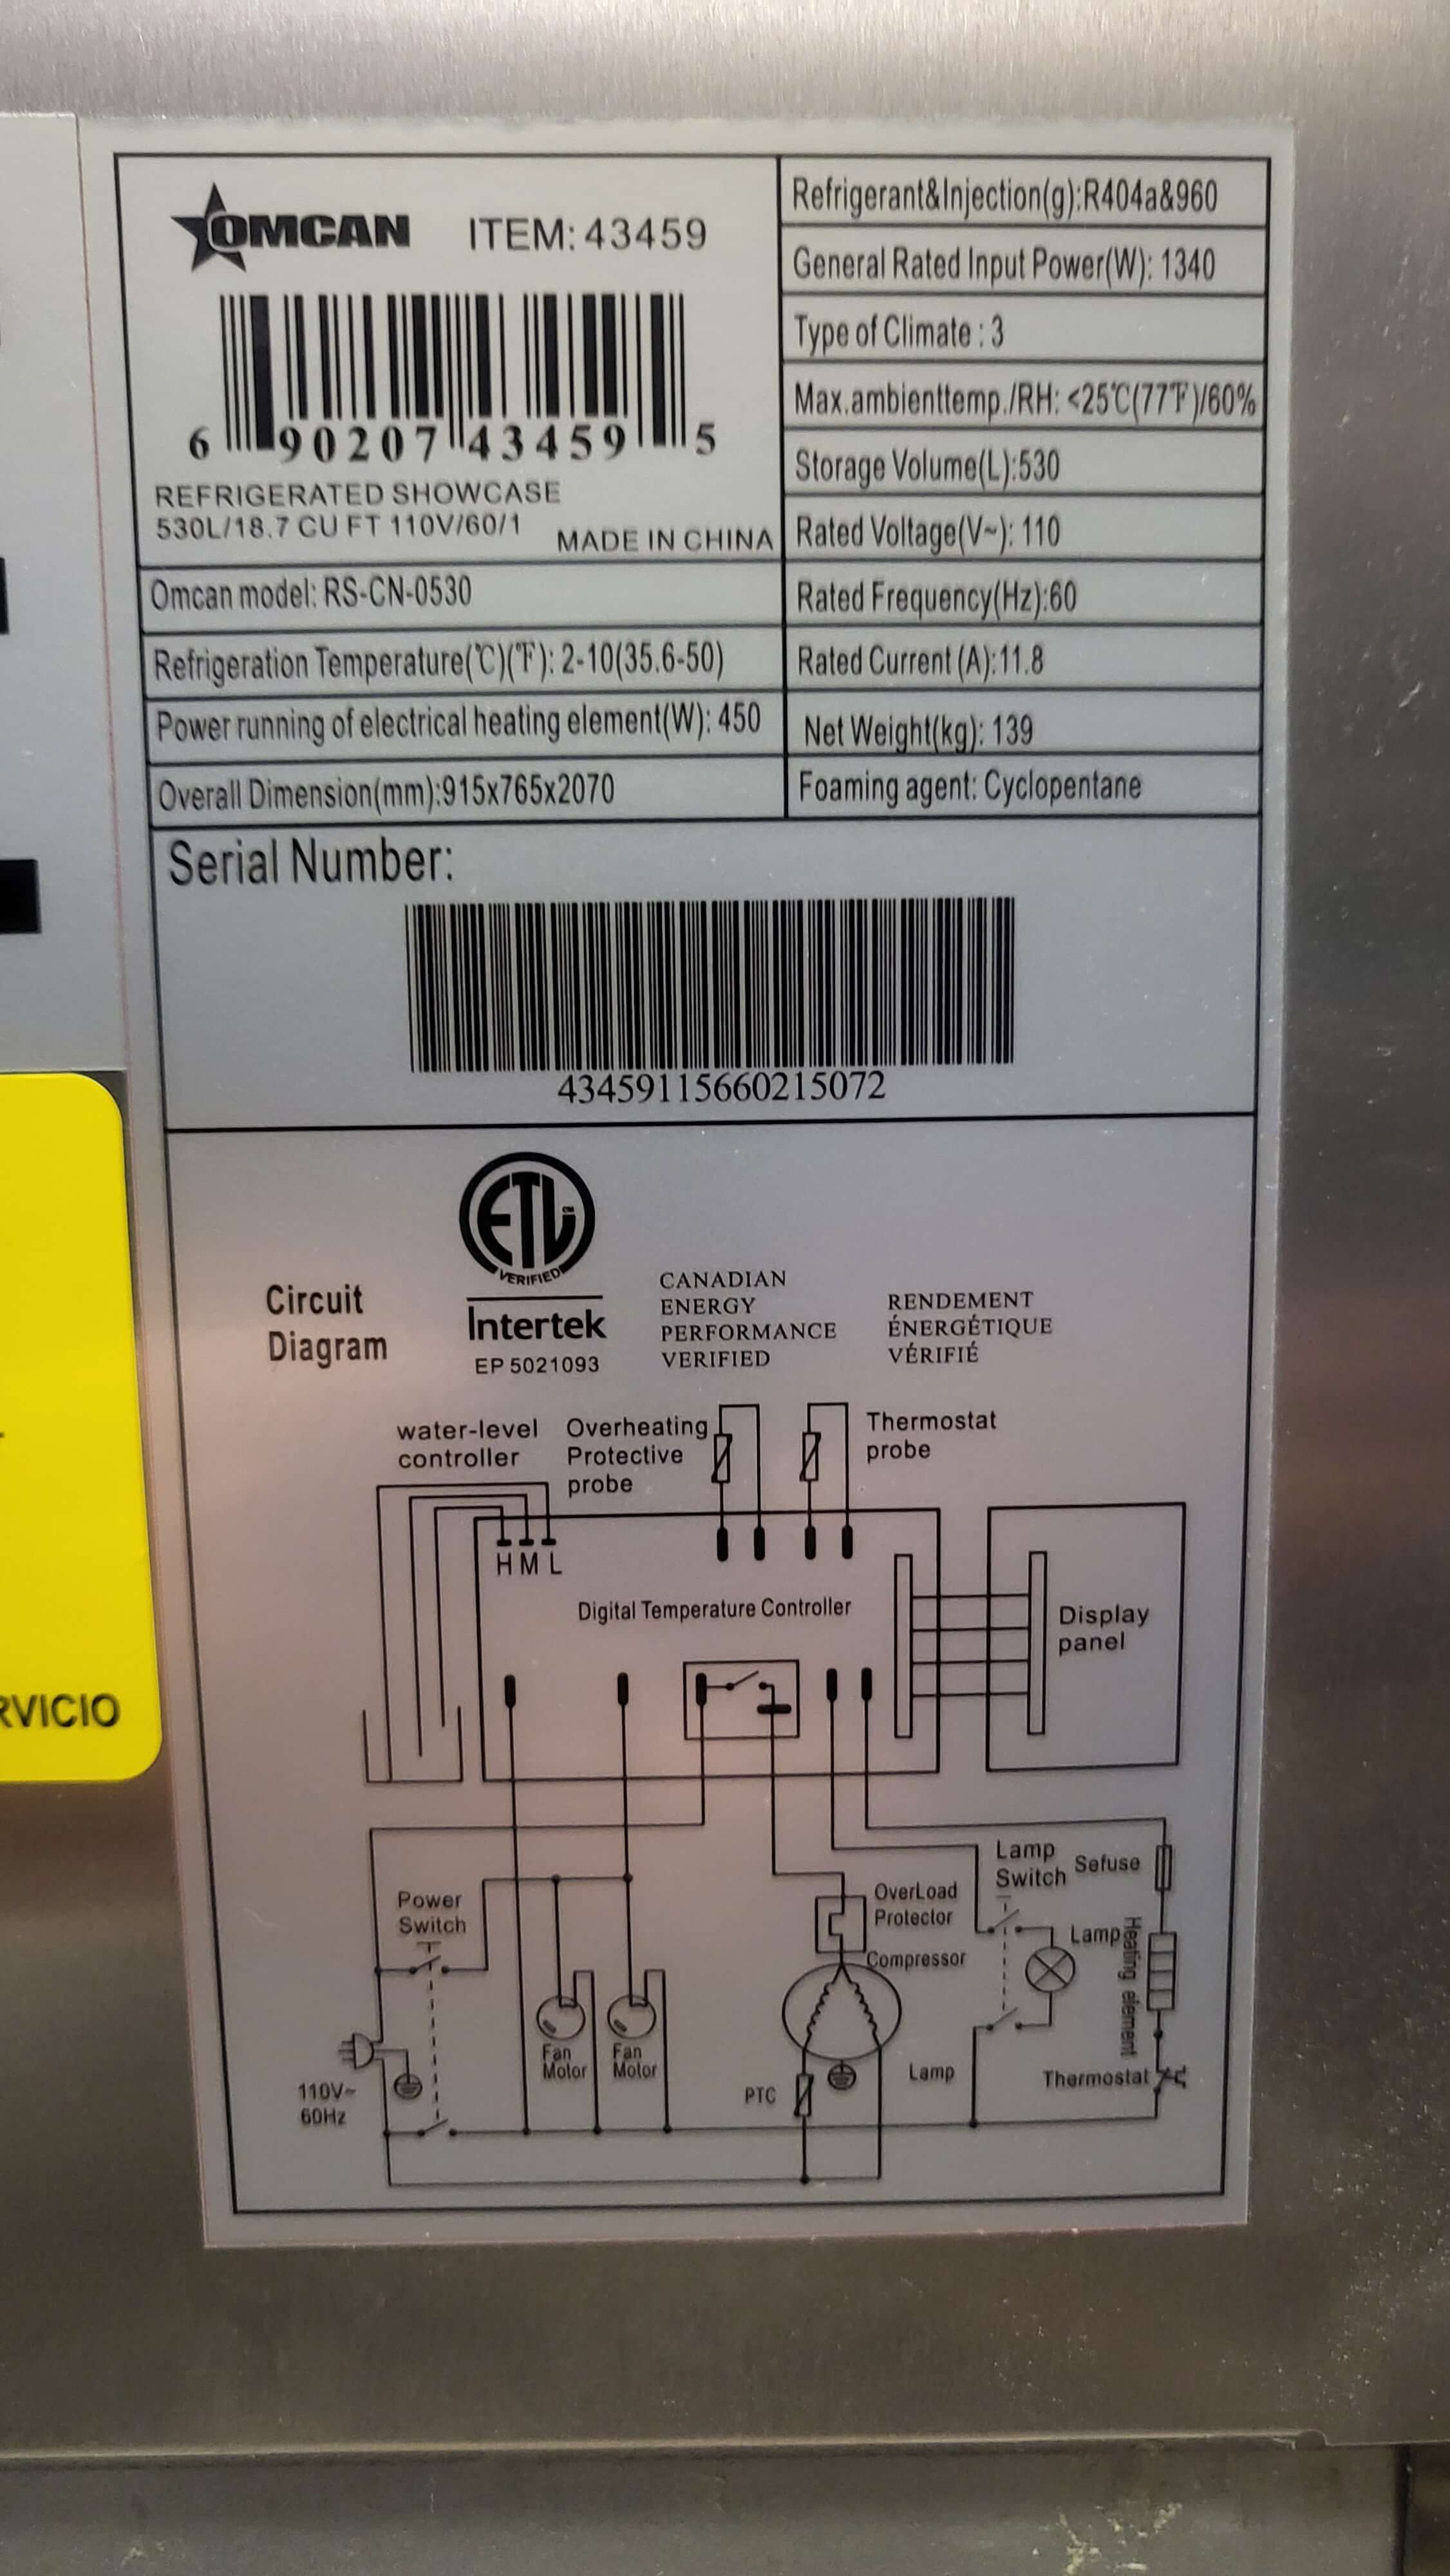 OMCAN ITEM: 43459
6 90207 43459 5
REFRIGERATED SHOWCASE
530L/18.7 CU FT 110V/60/1
MADE IN CHINA
Omcan model: RS-CN-0530
Refrigeration Temperature(℃)(℉): 2-10(35.6-50)
Power running of electrical heating element(W): 450
Overall Dimension(mm):915x765x2070
Refrigerant&Injection(g):R404a&960
General Rated Input Power(W): 1340
Type of Climate : 3
Max.ambienttemp./RH: <25℃(77℉)/60%
Storage Volume(L):530
Rated Voltage(V~): 110
Rated Frequency(Hz):60
Rated Current (A):11.8
Net Weight(kg): 139
Foaming agent: Cyclopentane
Serial Number:
43459115660215072
ETL
VERIFIED
Intertek
EP 5021093
CANADIAN
ENERGY
PERFORMANCE
VERIFIED
RENDEMENT
ÉNERGÉTIQUE
VÉRIFIÉ
Circuit
Diagram
water-level
controller
Overheating
Protective
probe
Thermostat
probe
H M L
Digital Temperature Controller
Display
panel
RVICIO
Power
Switch
OverLoad
Protector
Compressor
Lamp
Switch
Sefuse
Lamp
Heating element
Fan
Motor
Fan
Motor
PTC
Lamp
Thermostat
110V~
60Hz